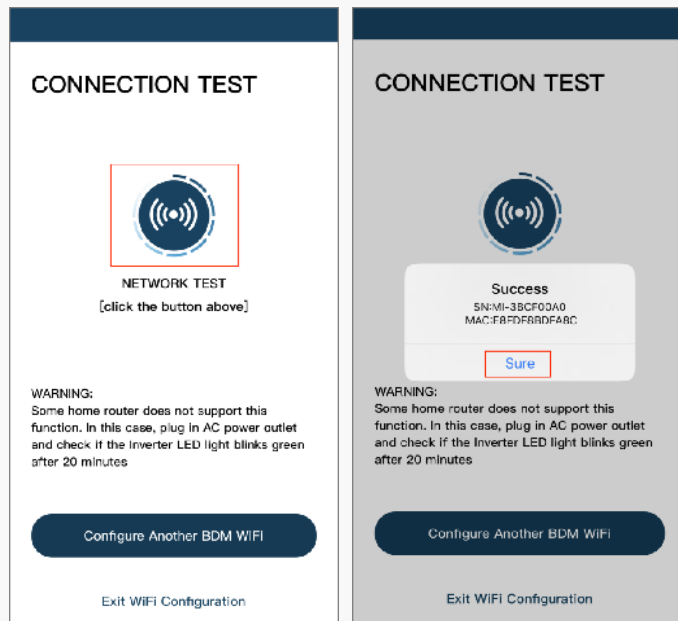 CONNECTION TEST
NETWORK TEST
[click the button above]
WARNING:
Some home router does not support this
function. In this case, plug in AC power outlet
and check if the Inverter LED light blinks green
after 20 minutes
Configure Another BDM WiFi
Exit WiFi Configuration
CONNECTION TEST
Success
SN:MI-3BCF00A0
MAC:E8FDF8BDFA8C
Sure
WARNING:
Some home router does not support this
function. In this case, plug in AC power outlet
and check if the Inverter LED light blinks green
after 20 minutes
Configure Another BDM WiFi
Exit WiFi Configuration